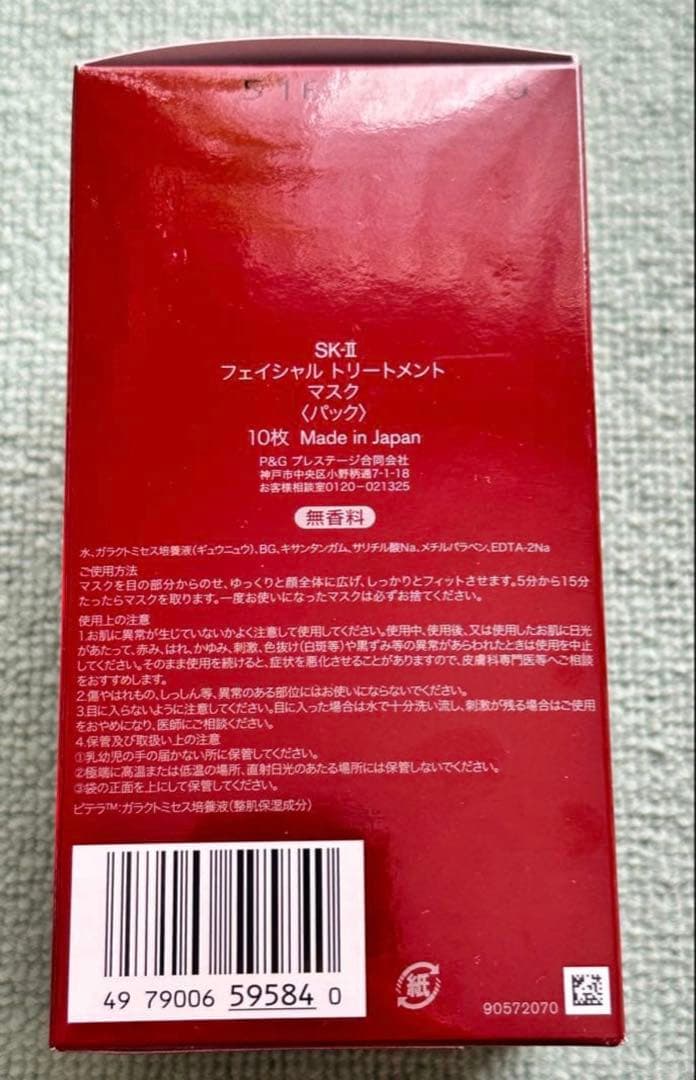 SK-II
フェイシャル トリートメント
マスク
〈パック〉
10枚 Made in Japan
P&G プレステージ合同会社
神戸市中央区小野柄通7-1-18
お客様相談室0120-021325
無香料
水、ガラクトミセス培養液(ギュウニュウ)、BG、キサンタンガム、サリチル酸Na、メチルパラベン、EDTA-2Na
ご使用方法
マスクを目の部分からのせ、ゆっくりと顔全体に広げ、しっかりとフィットさせます。5分から15分
たったらマスクを取ります。一度お使いになったマスクは必ずお捨てください。
使用上の注意
1.お肌に異常が生じていないかよく注意して使用してください。使用中、使用後、又は使用したお肌に日光
があたって、赤み、はれ、かゆみ、刺激、色抜け(白斑等)や黒ずみ等の異常があらわれたときは使用を中止
してください。そのまま使用を続けると、症状を悪化させることがありますので、皮膚科専門医等へご相談
をおすすめします。
2.傷やはれもの、しっしん等、異常のある部位にはお使いにならないでください。
3.目に入らないように注意してください。目に入った場合は水で十分洗い流し、刺激が残る場合はご使用
をおやめになり、医師にご相談ください。
4.保管及び取扱い上の注意
①乳幼児の手の届かない所に保管してください。
②極端に高温または低温の場所、直射日光のあたる場所には保管しないでください。
③袋の正面を上にして保管してください。
ピテラ™:ガラクトミセス培養液(整肌保湿成分)
49 79006 59584 0
紙
90572070